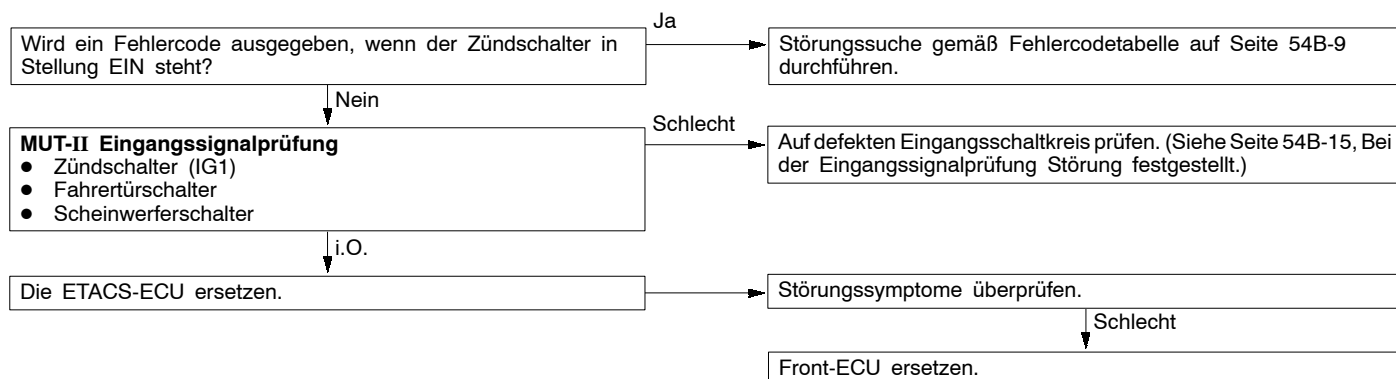 Wird ein Fehlercode ausgegeben, wenn der Zündschalter in
Stellung EIN steht?
Ja
Störungssuche gemäß Fehlercodetabelle auf Seite 54B-9
durchführen.
Nein
MUT-II Eingangssignalprüfung
● Zündschalter (IG1)
● Fahrertürschalter
● Scheinwerferschalter
Schlecht
Auf defekten Eingangsschaltkreis prüfen. (Siehe Seite 54B-15, Bei
der Eingangssignalprüfung Störung festgestellt.)
i.O.
Die ETACS-ECU ersetzen.
Störungssymptome überprüfen.
Schlecht
Front-ECU ersetzen.